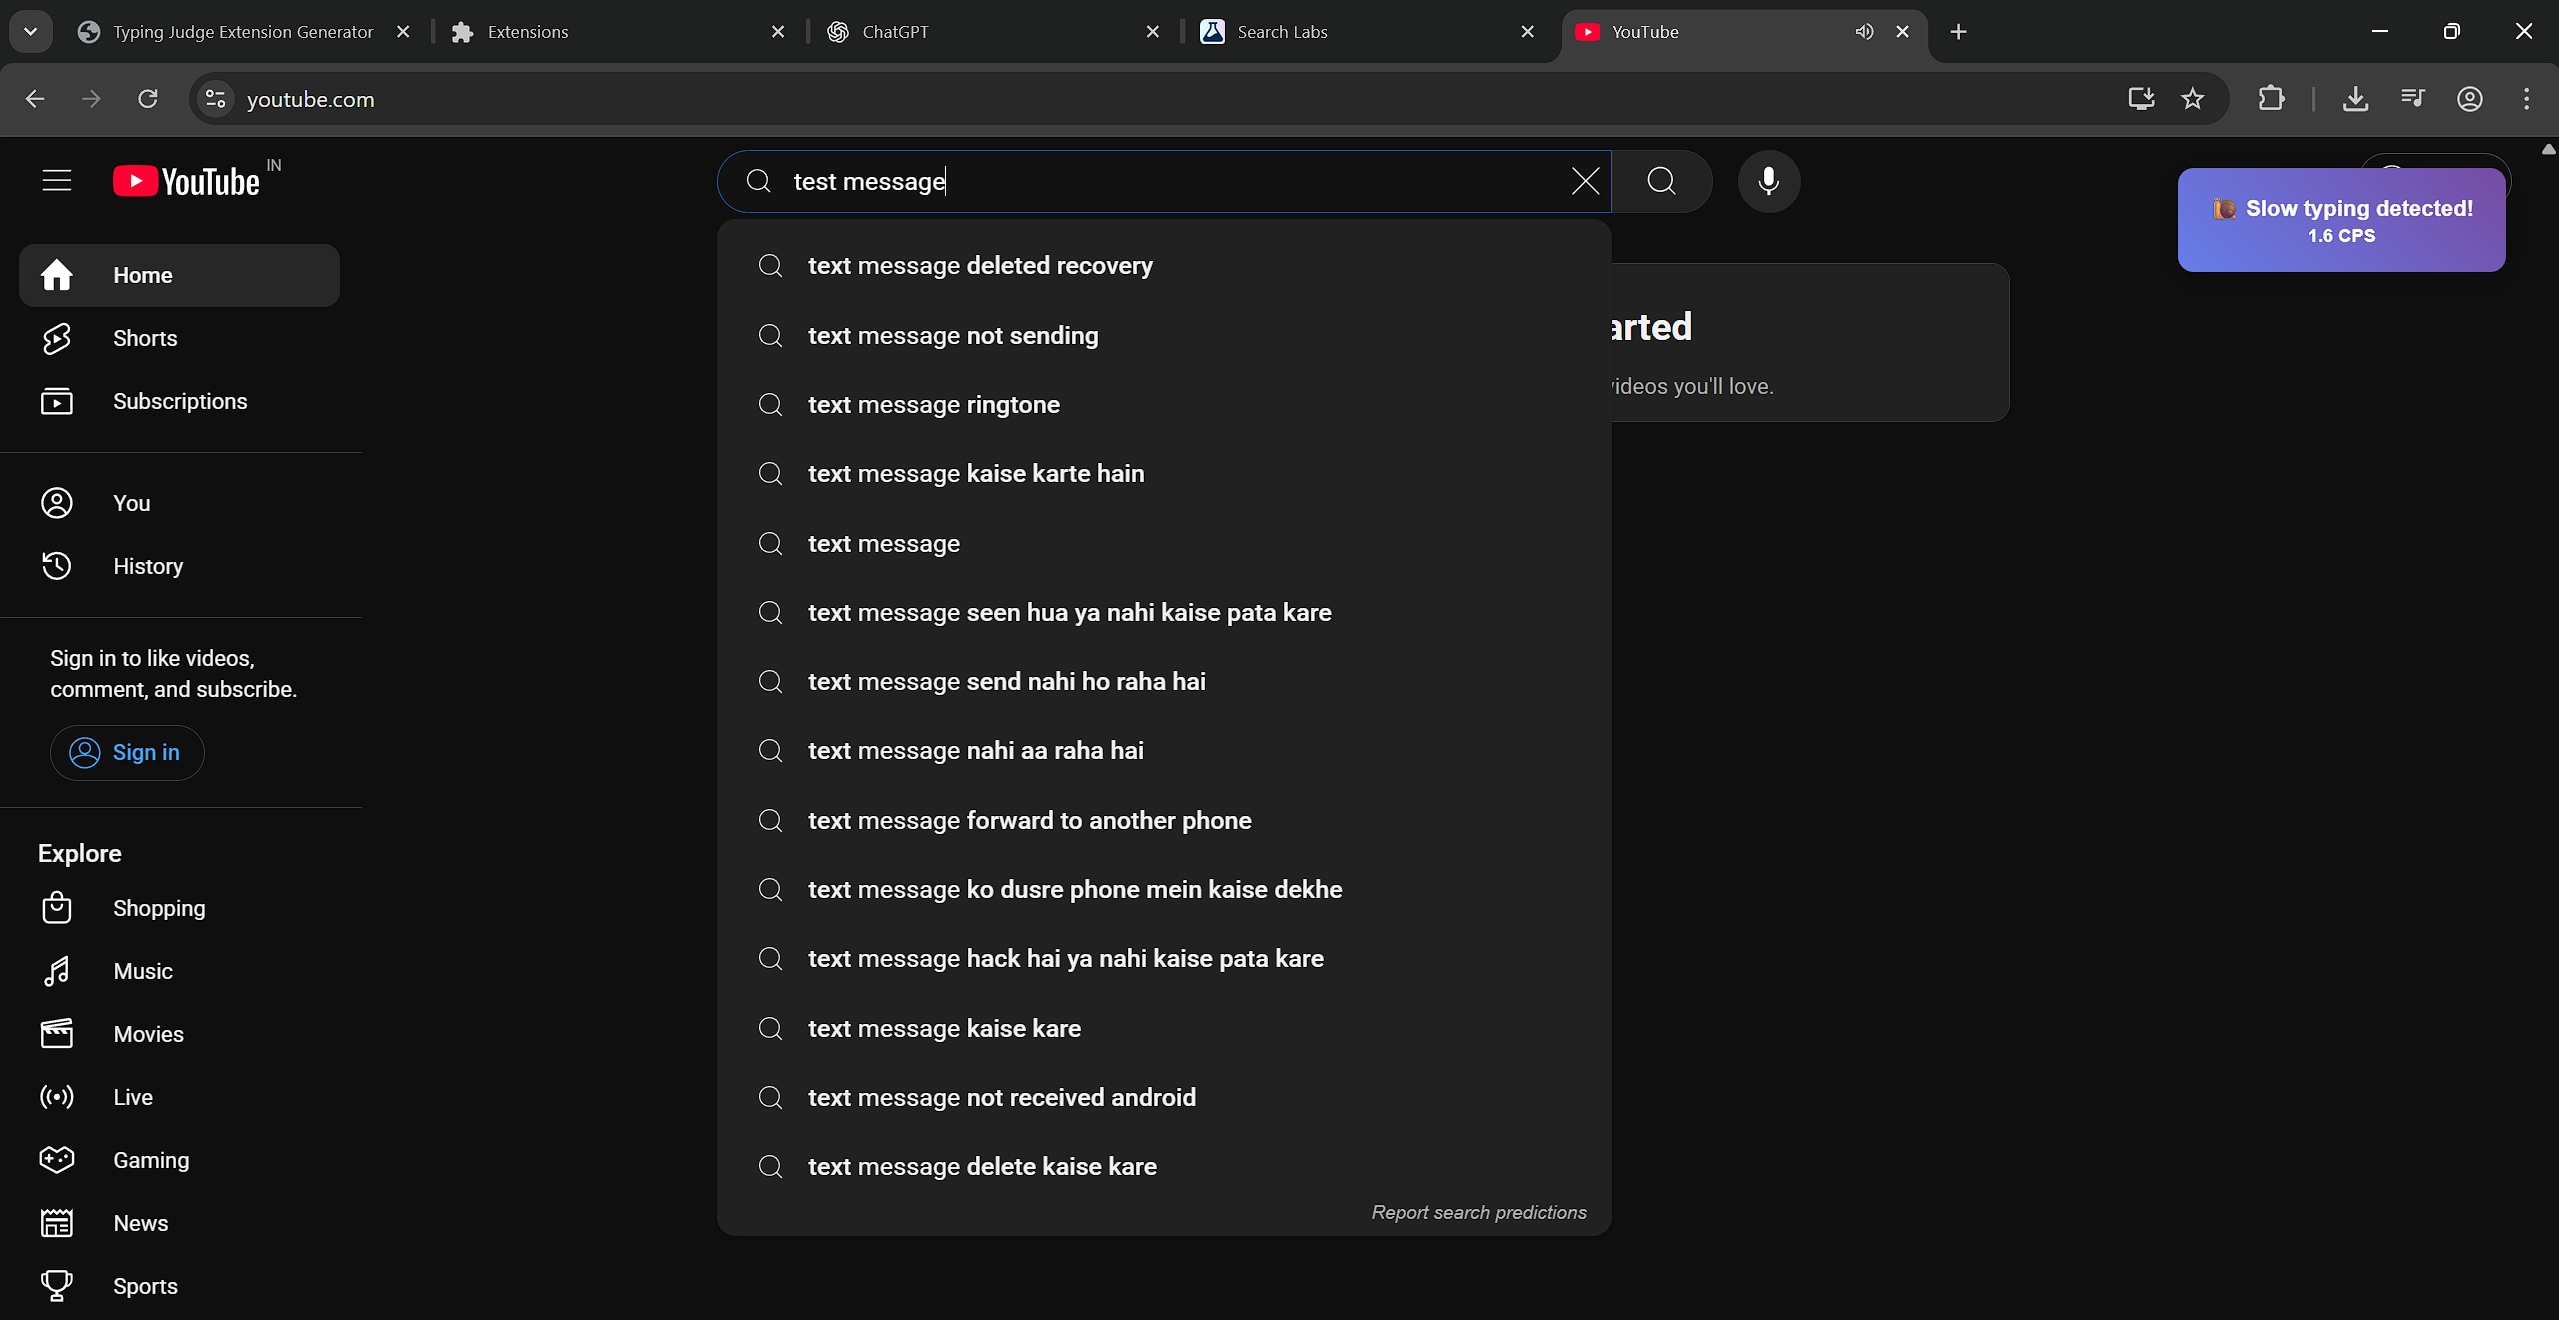 Typing Judge Extension Generator
Extensions
ChatGPT
Search Labs
YouTube
youtube.com
YouTube IN
test message
Slow typing detected!
1.6 CPS
Home
Shorts
Subscriptions
You
History
Sign in to like videos,
comment, and subscribe.
Sign in
Explore
Shopping
Music
Movies
Live
Gaming
News
Sports
text message deleted recovery
text message not sending
text message ringtone
text message kaise karte hain
text message
text message seen hua ya nahi kaise pata kare
text message send nahi ho raha hai
text message nahi aa raha hai
text message forward to another phone
text message ko dusre phone mein kaise dekhe
text message hack hai ya nahi kaise pata kare
text message kaise kare
text message not received android
text message delete kaise kare
Report search predictions
arted
videos you'll love.